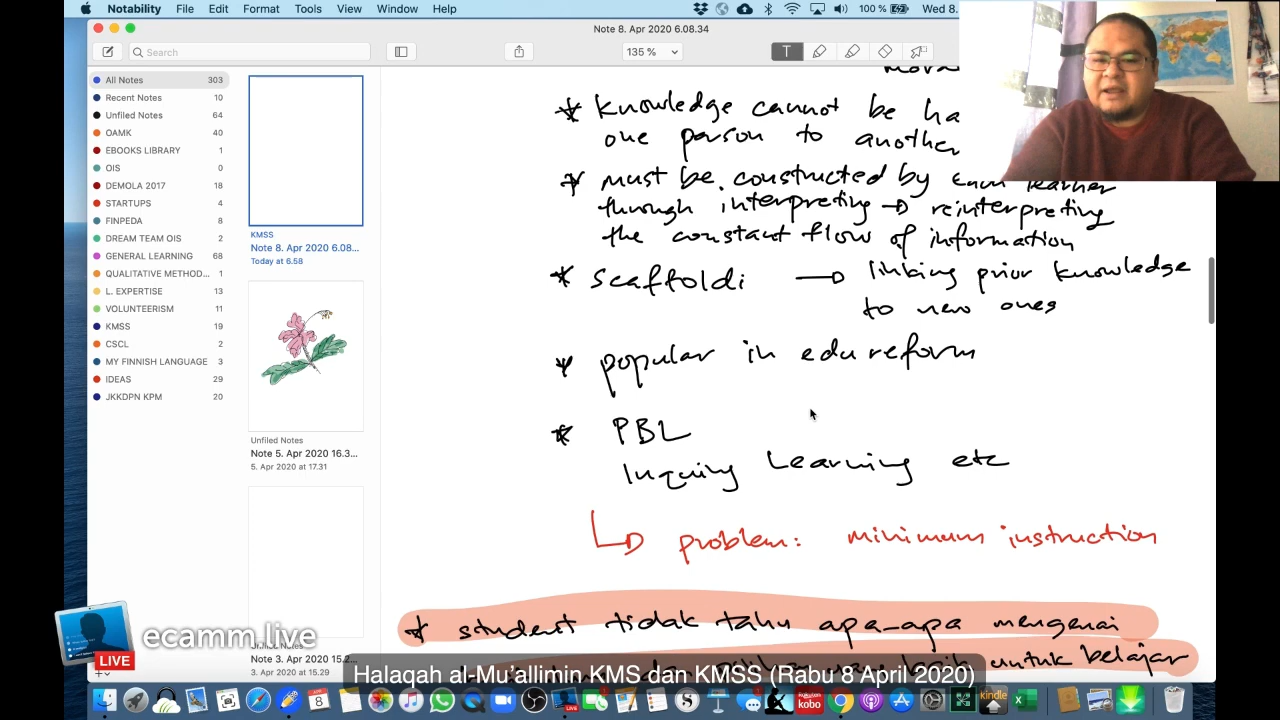 Notability File Edit Format Tools View Window Help
100 % Wed 8.
Note 8. Apr 2020 6.08.34
Search
135 %
T
All Notes 303
Recent Notes 10
Unfiled Notes 64
OAMK 40
EBOOKS LIBRARY 1
OIS 0
DEMOLA 2017 18
STARTUPS 4
FINPEDA 8
DREAM TEAM OIS 2
GENERAL LEARNING 68
QUALITATIVE METHOD... 1
L. EXPERTISE 13
VOLUNTEERISM 11
KMSS 19
CSCL 2
MY FINNISH LANGUAGE 3
IDEAS 29
JKKDPN KPM 20
KMSS
Note 8. Apr 2020 6.08...
Today at 6.58
Unfiled Notes
Note 5. Apr 2020 16.3...
5. Apr 2020 at 17.31
Note 3. Apr 2020 15.2...
3. Apr 2020 at 15.2
* knowledge cannot be ha
one person to another
* must be constructed by each learner
through interpreting → reinterpreting
the constant flow of information
* scaffoldi → linking prior knowledge
to new ones
* popular in edu reform
* PBL
Inquiry Learning etc
↳ problem: minimum instruction
* student tidak tahu apa-apa mengenai
untuk belajar
ecamm live
LIVE
Halaqah al-Mu'allimin KMS dan KMSS (Rabu 8 April 2020)
Rakuten
kobo
kindle